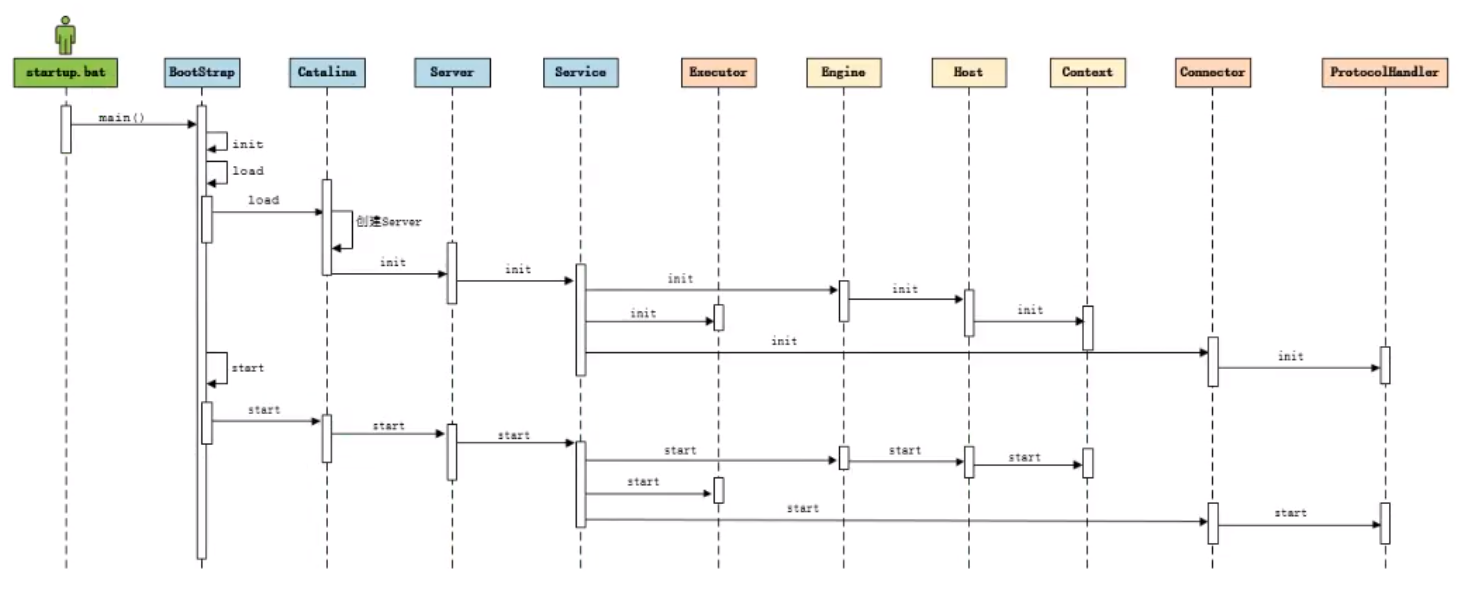 startup.bat
BootStrap
Catalina
Server
Service
Executor
Engine
Host
Context
Connector
ProtocolHandler
main()
init
load
load
创建Server
init
init
init
init
init
init
init
init
start
start
start
start
start
start
start
start
start
start